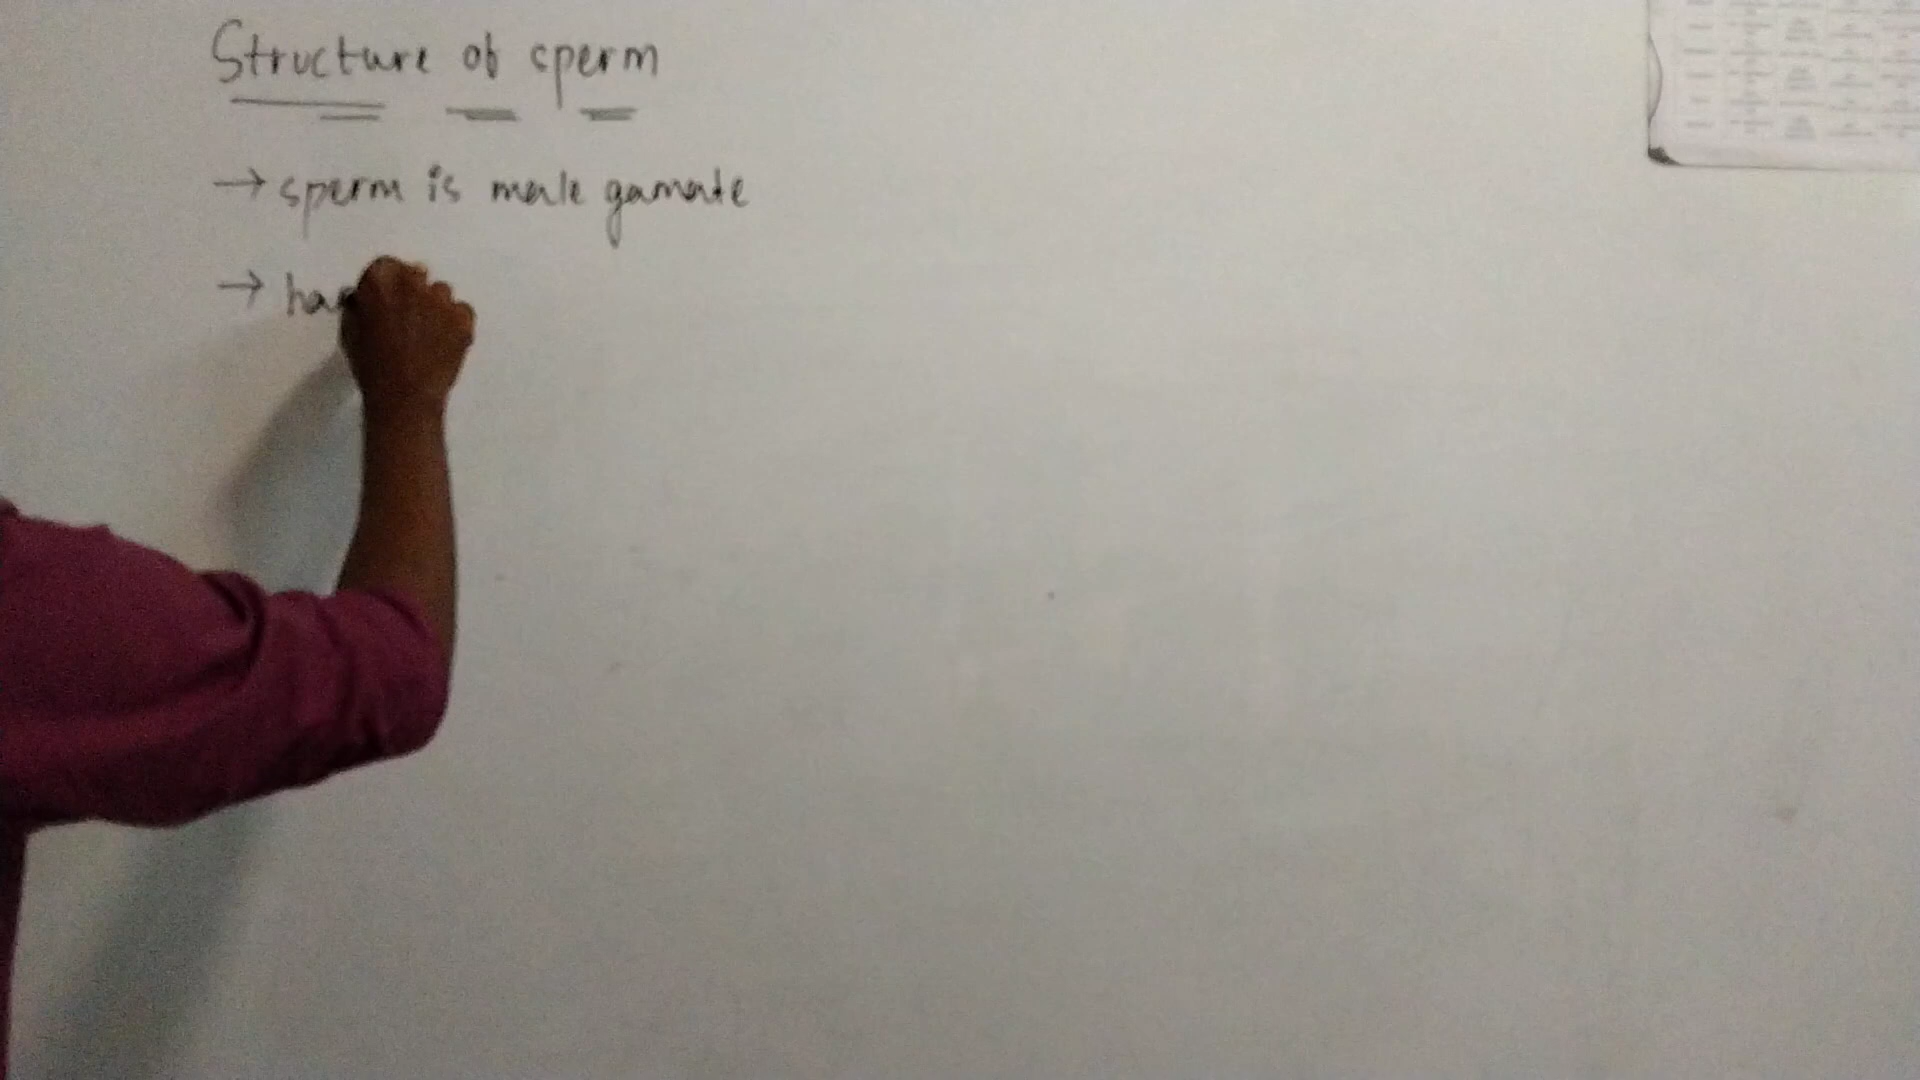 Structure of sperm
→ sperm is male gamate
→ ha